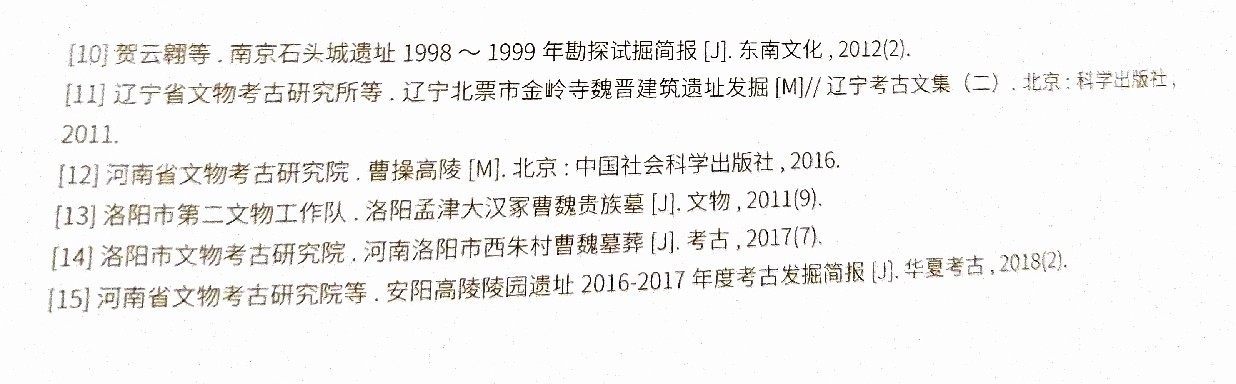 [10] 贺云翱等 . 南京石头城遗址 1998 ～ 1999 年勘探试掘简报 [J]. 东南文化 , 2012(2).
[11] 辽宁省文物考古研究所等 . 辽宁北票市金岭寺魏晋建筑遗址发掘 [M]// 辽宁考古文集（二）. 北京 : 科学出版社 ,
2011.
[12] 河南省文物考古研究院 . 曹操高陵 [M]. 北京 : 中国社会科学出版社 , 2016.
[13] 洛阳市第二文物工作队 . 洛阳孟津大汉冢曹魏贵族墓 [J]. 文物 , 2011(9).
[14] 洛阳市文物考古研究院 . 河南洛阳市西朱村曹魏墓葬 [J]. 考古 , 2017(7).
[15] 河南省文物考古研究院等 . 安阳高陵陵园遗址 2016-2017 年度考古发掘简报 [J]. 华夏考古 , 2018(2).